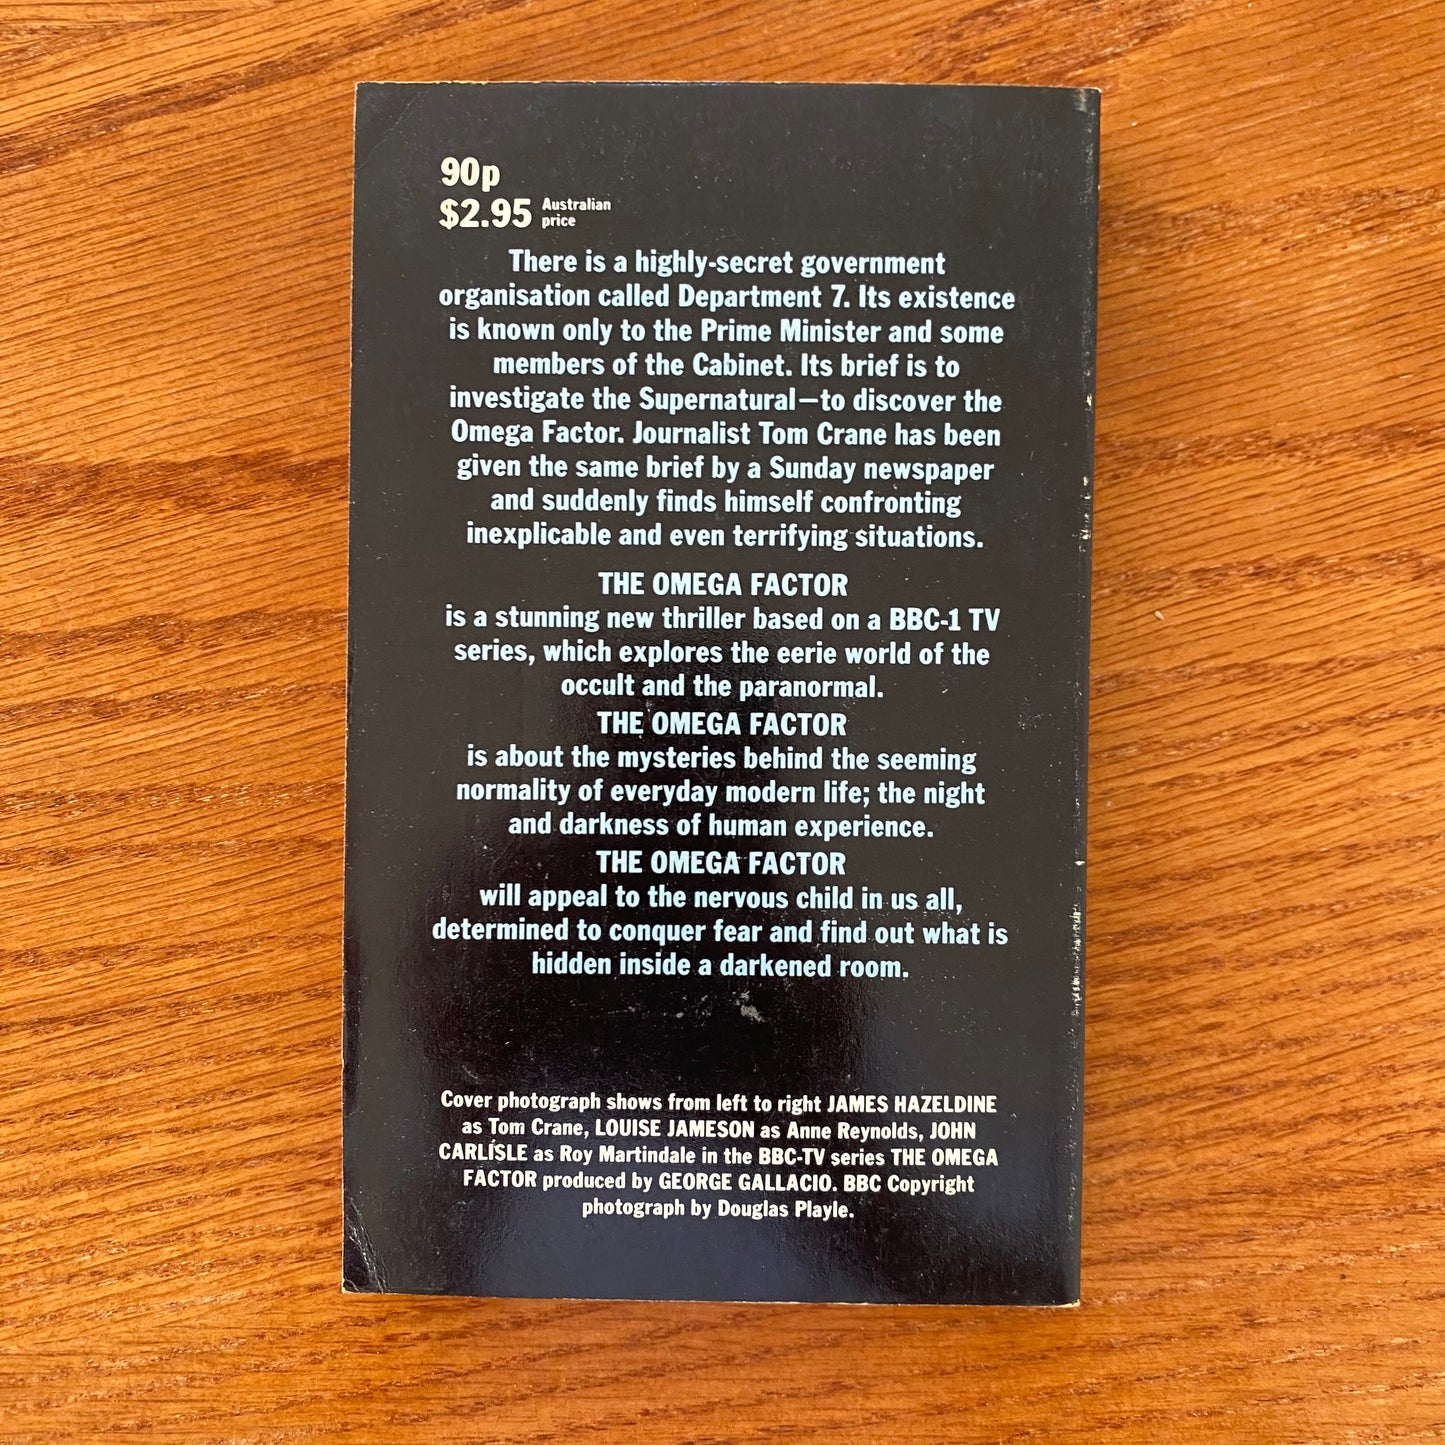 90p
$2.95 Australian price
There is a highly-secret government
organisation called Department 7. Its existence
is known only to the Prime Minister and some
members of the Cabinet. Its brief is to
investigate the Supernatural—to discover the
Omega Factor. Journalist Tom Crane has been
given the same brief by a Sunday newspaper
and suddenly finds himself confronting
inexplicable and even terrifying situations.
THE OMEGA FACTOR
is a stunning new thriller based on a BBC-1 TV
series, which explores the eerie world of the
occult and the paranormal.
THE OMEGA FACTOR
is about the mysteries behind the seeming
normality of everyday modern life; the night
and darkness of human experience.
THE OMEGA FACTOR
will appeal to the nervous child in us all,
determined to conquer fear and find out what is
hidden inside a darkened room.
Cover photograph shows from left to right JAMES HAZELDINE
as Tom Crane, LOUISE JAMESON as Anne Reynolds, JOHN
CARLISLE as Roy Martindale in the BBC-TV series THE OMEGA
FACTOR produced by GEORGE GALLACIO. BBC Copyright
photograph by Douglas Playle.